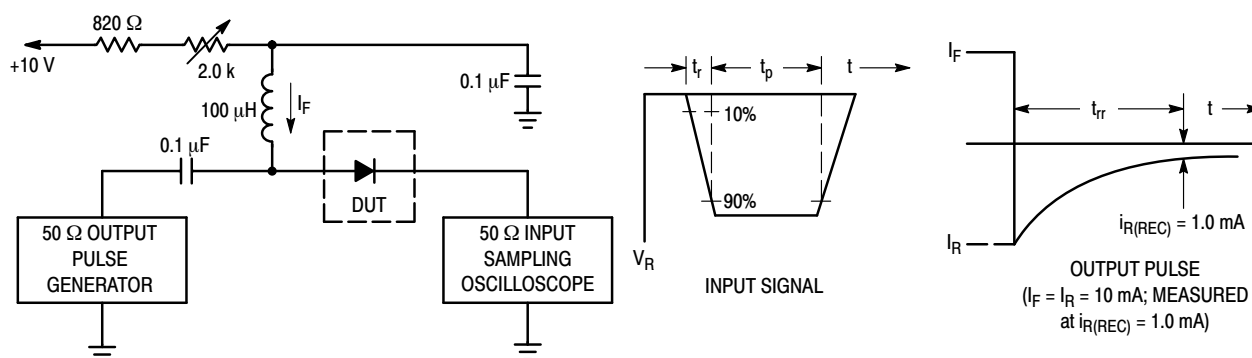 820 Ω
+10 V
2.0 k
100 μH
I_F
0.1 μF
0.1 μF
DUT
50 Ω OUTPUT
PULSE
GENERATOR
50 Ω INPUT
SAMPLING
OSCILLOSCOPE
t_r
t_p
t
10%
90%
V_R
INPUT SIGNAL
I_F
t_rr
t
i_R(REC) = 1.0 mA
I_R
OUTPUT PULSE
(I_F = I_R = 10 mA; MEASURED
at i_R(REC) = 1.0 mA)